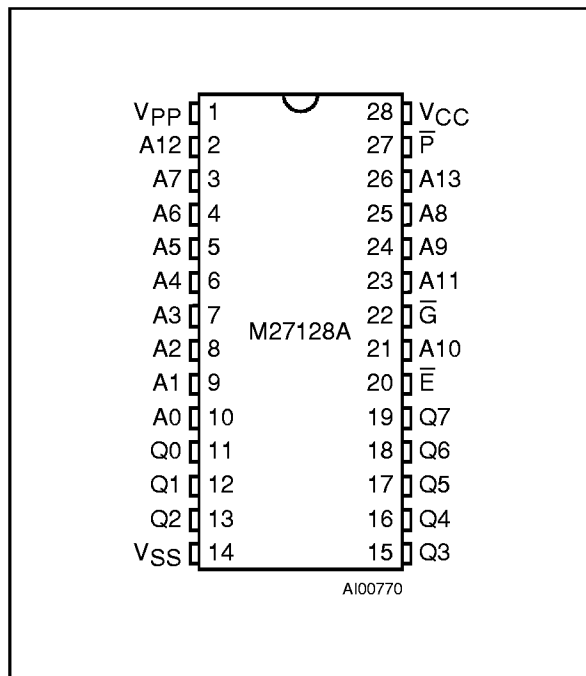 VPP 1 28 VCC
A12 2 27 P̅
A7 3 26 A13
A6 4 25 A8
A5 5 24 A9
A4 6 23 A11
A3 7 22 G̅
M27128A
A2 8 21 A10
A1 9 20 E̅
A0 10 19 Q7
Q0 11 18 Q6
Q1 12 17 Q5
Q2 13 16 Q4
VSS 14 15 Q3
AI00770